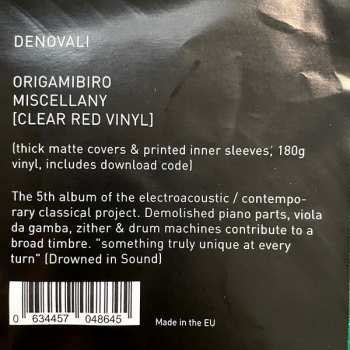 DENOVALI
ORIGAMIBIRO
MISCELLANY
[CLEAR RED VINYL]
(thick matte covers & printed inner sleeves, 180g
vinyl, includes download code)
The 5th album of the electroacoustic / contempo-
rary classical project. Demolished piano parts, viola
da gamba, zither & drum machines contribute to a
broad timbre. "something truly unique at every
turn" (Drowned in Sound)
0 634457 048645
Made in the EU